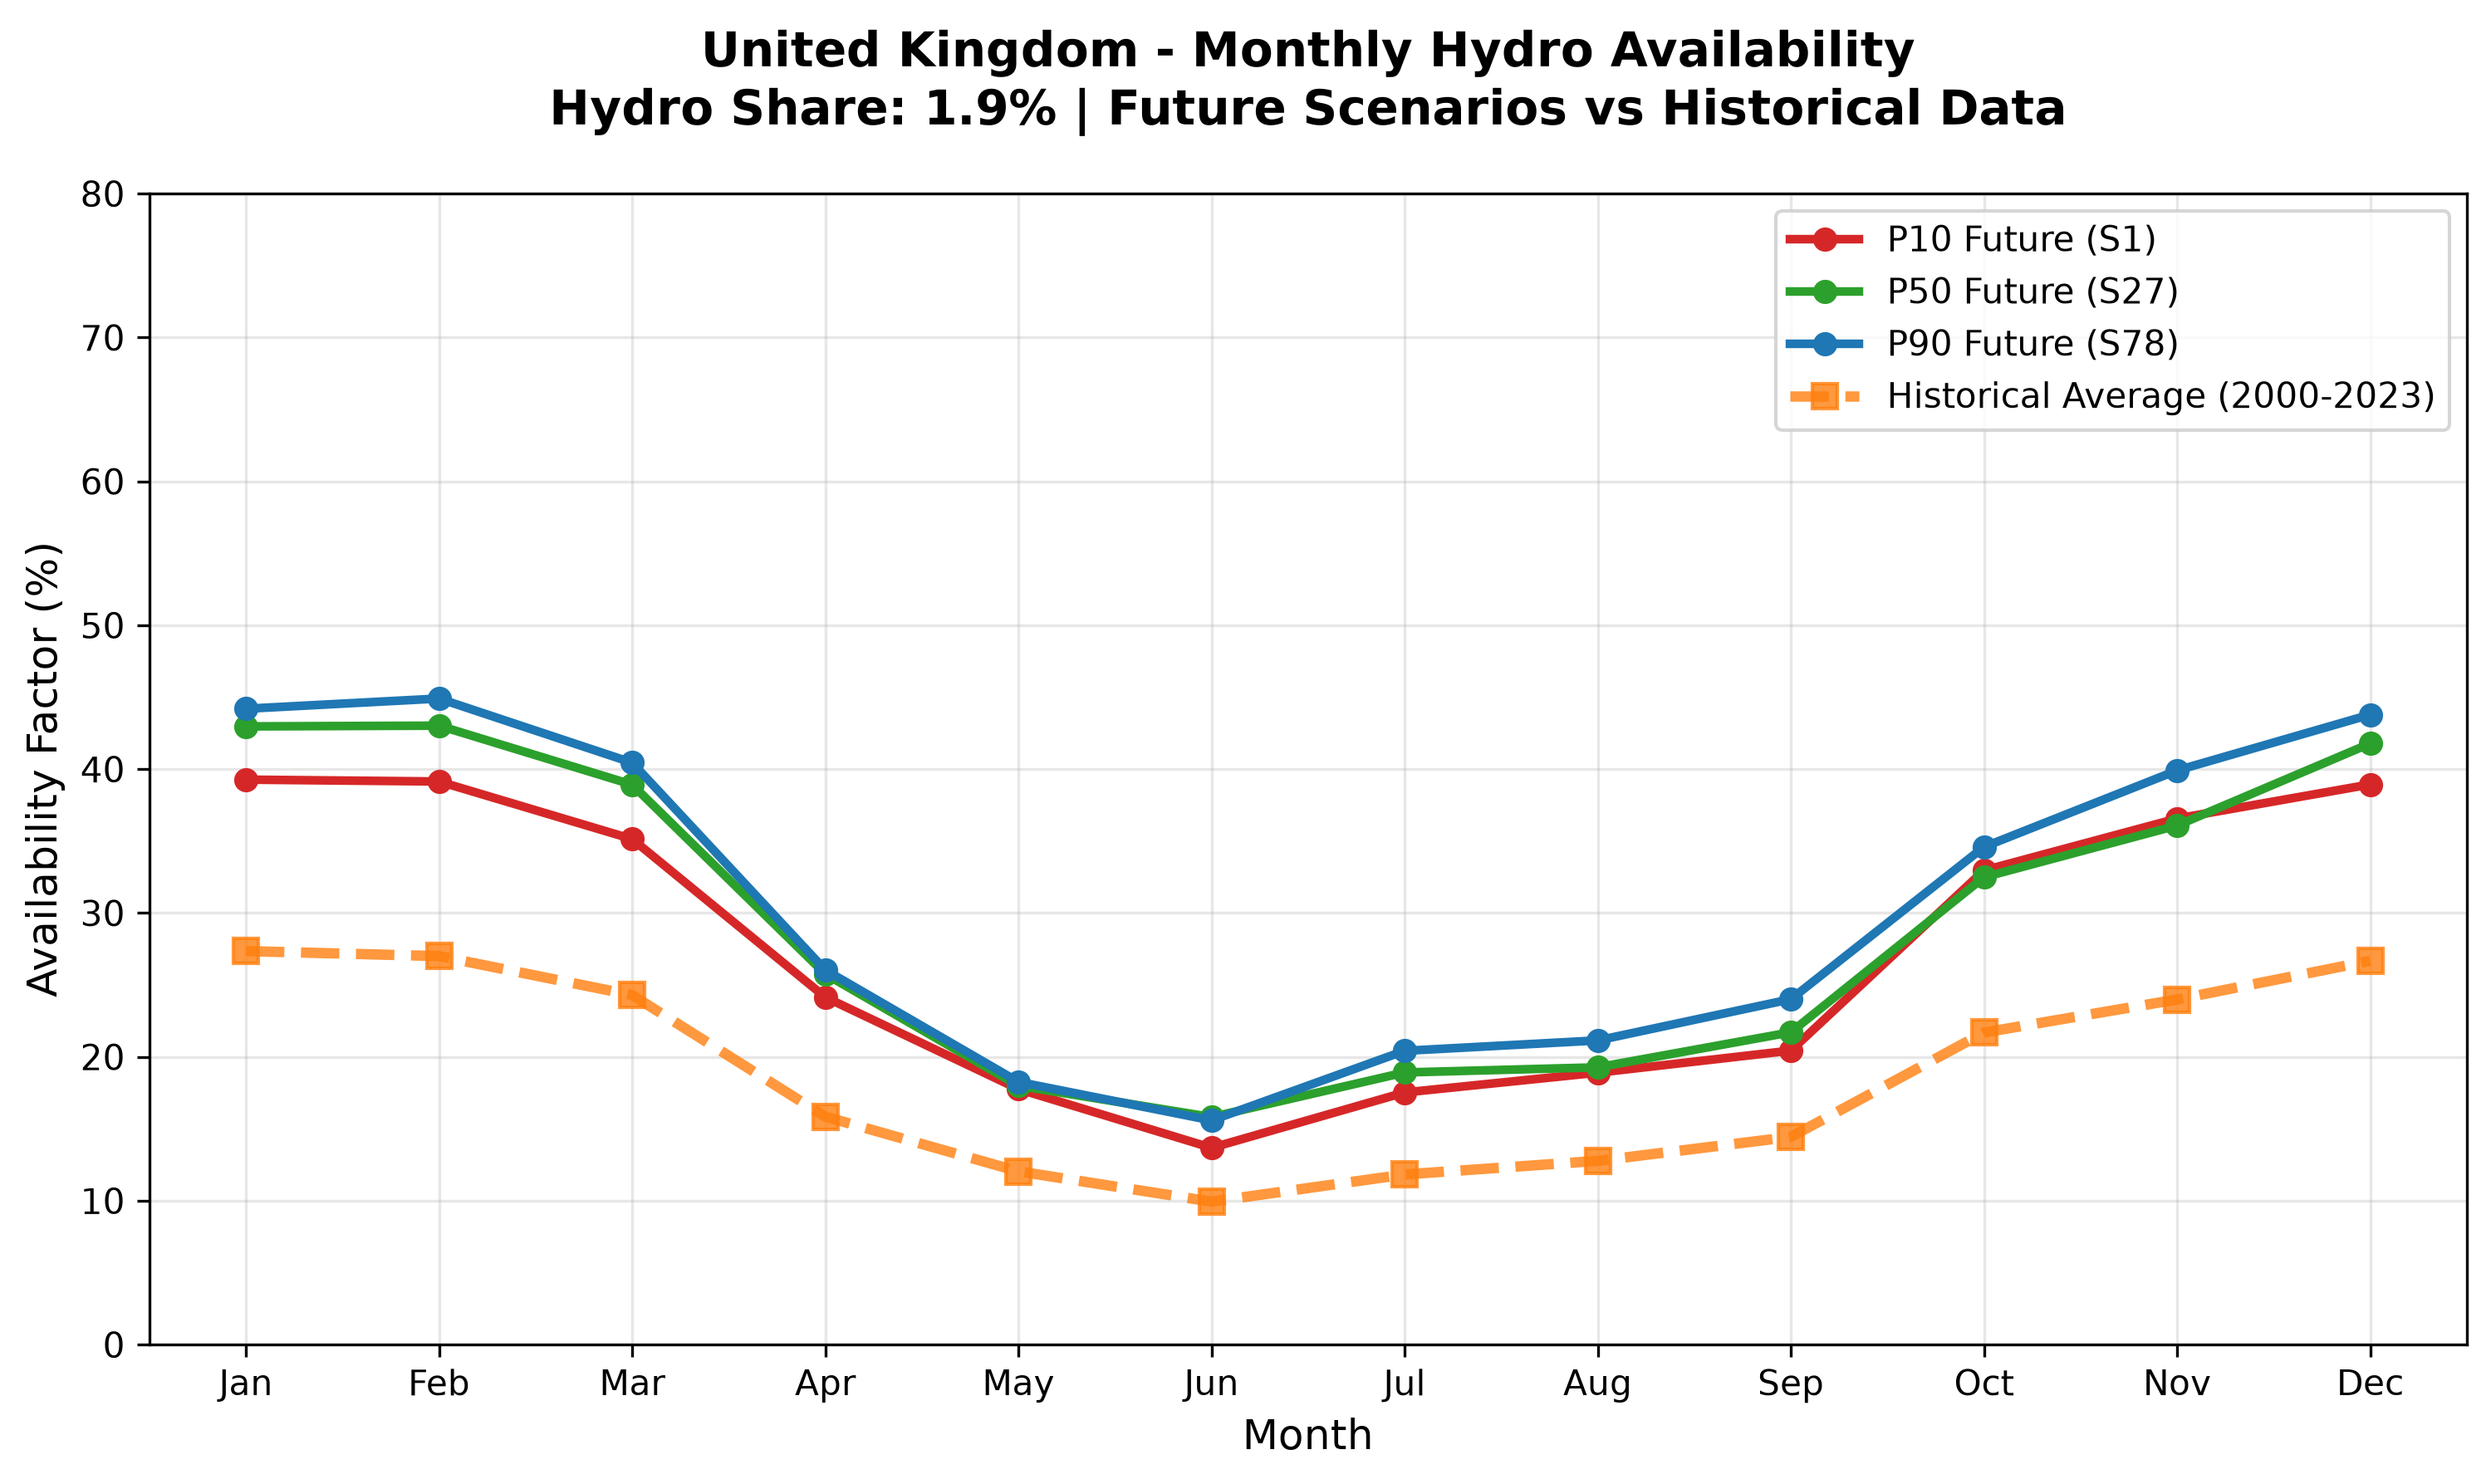 United Kingdom - Monthly Hydro Availability
Hydro Share: 1.9% | Future Scenarios vs Historical Data
80
70
60
50
40
30
20
10
0
Availability Factor (%)
P10 Future (S1)
P50 Future (S27)
P90 Future (S78)
Historical Average (2000-2023)
Jan Feb Mar Apr May Jun Jul Aug Sep Oct Nov Dec
Month